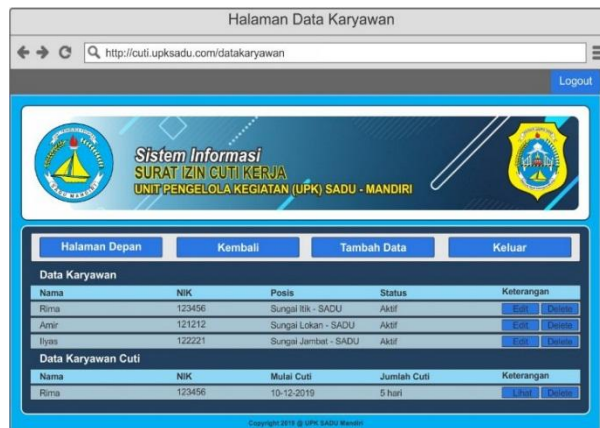 Halaman Data Karyawan
http://cuti.upksadu.com/datakaryawan
Logout
Sistem Informasi
SURAT IZIN CUTI KERJA
UNIT PENGELOLA KEGIATAN (UPK) SADU - MANDIRI
SADU MANDIRI
Halaman Depan Kembali Tambah Data Keluar
Data Karyawan
Nama NIK Posis Status Keterangan
Rima 123456 Sungai Itik - SADU Aktif Edit Delete
Amir 121212 Sungai Lokan - SADU Aktif Edit Delete
Ilyas 122221 Sungai Jambat - SADU Aktif Edit Delete
Data Karyawan Cuti
Nama NIK Mulai Cuti Jumlah Cuti Keterangan
Rima 123456 10-12-2019 5 hari Lihat Delete
Copyright 2019 @ UPK SADU Mandiri